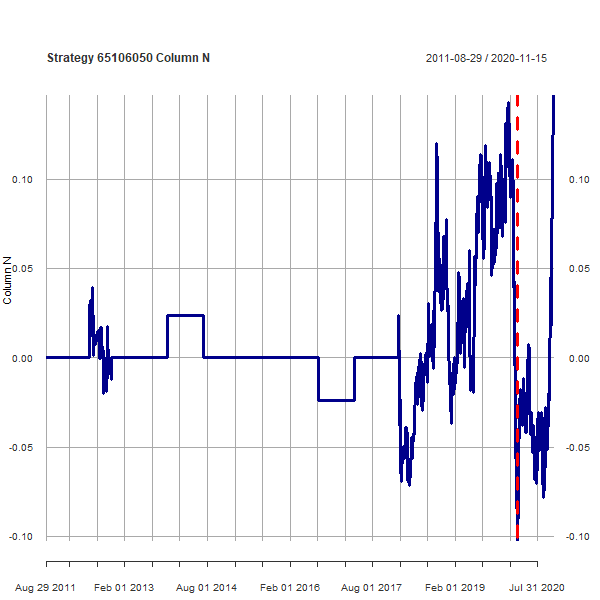 Strategy 65106050 Column N 2011-08-29 / 2020-11-15
0.10 0.10
0.05 0.05
Column N
0.00 0.00
-0.05 -0.05
-0.10 -0.10
Aug 29 2011 Feb 01 2013 Aug 01 2014 Feb 01 2016 Aug 01 2017 Feb 01 2019 Jul 31 2020